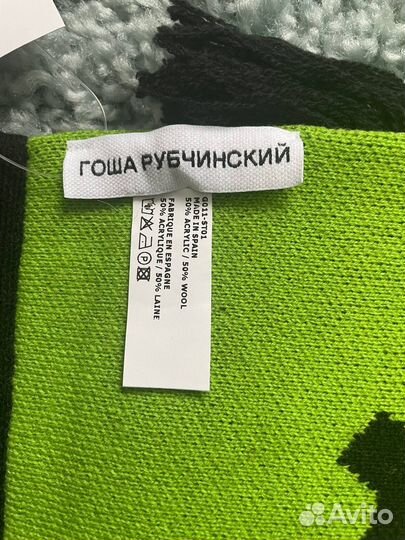 ГОША РУБЧИНСКИЙ
G011-ST01
MADE IN SPAIN
50% ACRYLIC / 50% WOOL
FABRIQUE EN ESPAGNE
50% ACRYLIQUE / 50% LAINE
Avito